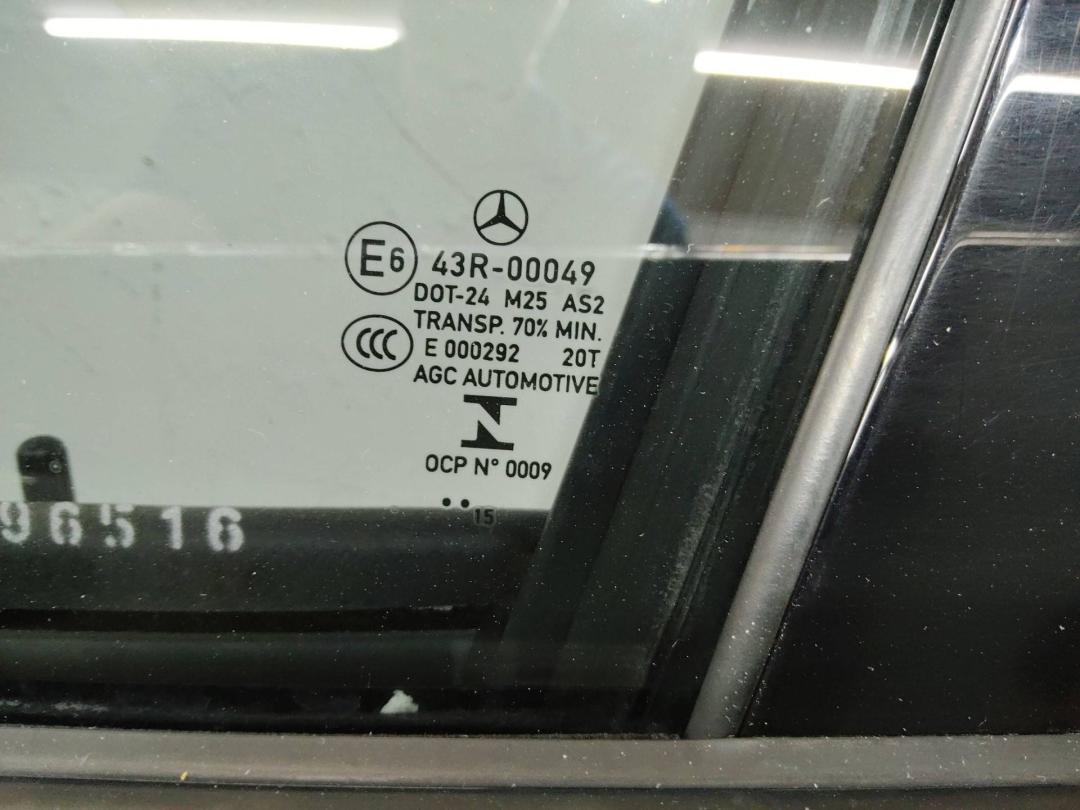 E6 43R-00049
DOT-24 M25 AS2
TRANSP. 70% MIN.
CCC E 000292 20T
AGC AUTOMOTIVE
N
OCP N° 0009
•• 15
96516